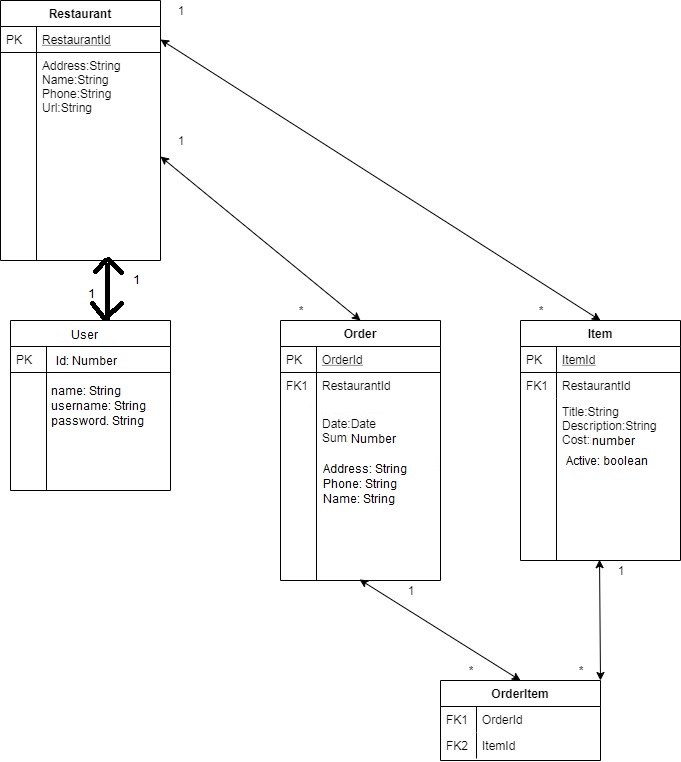 Restaurant
1
PK RestaurantId
Address:String
Name:String
Phone:String
Url:String
1
1
1
*
*
User
PK Id: Number
name: String
username: String
password. String
Order
PK OrderId
FK1 RestaurantId
Date:Date
Sum Number
Address: String
Phone: String
Name: String
Item
PK ItemId
FK1 RestaurantId
Title:String
Description:String
Cost: number
Active: boolean
1
1
*
*
OrderItem
FK1 OrderId
FK2 ItemId